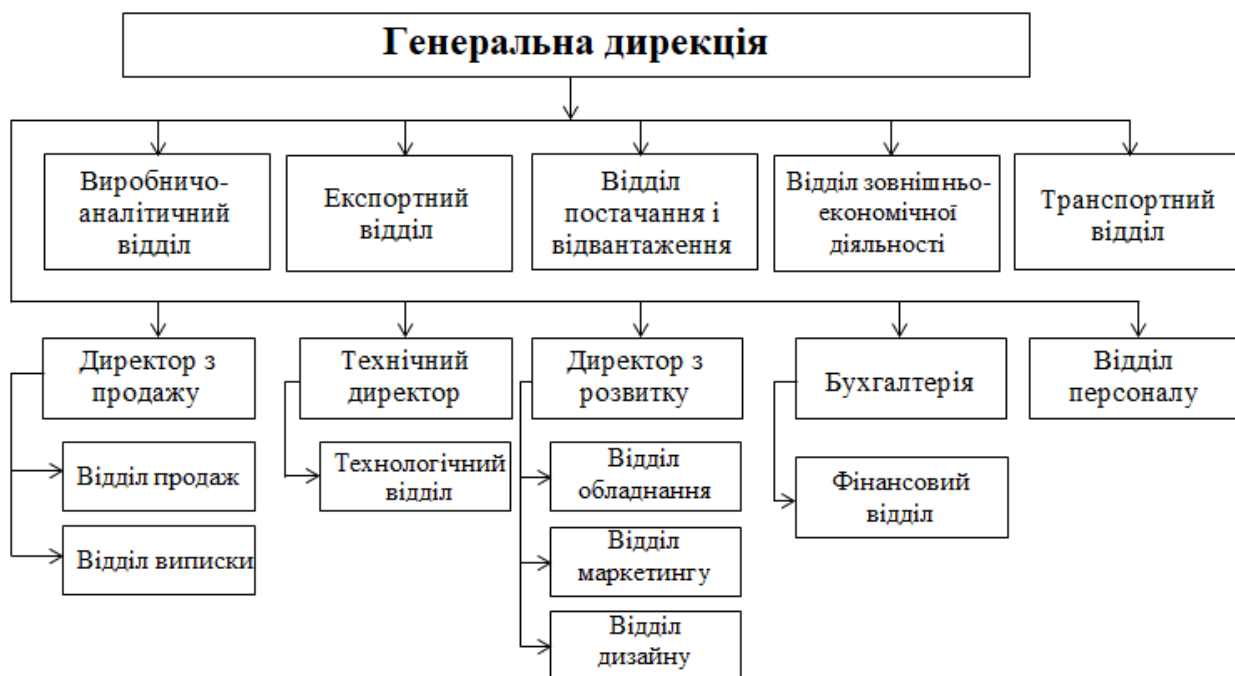 Генеральна дирекція
Виробничо-
аналітичний
відділ
Експортний
відділ
Відділ
постачання і
відвантаження
Відділ зовнішньо-
економічної
діяльності
Транспортний
відділ
Директор з
продажу
Технічний
директор
Директор з
розвитку
Бухгалтерія
Відділ
персоналу
Відділ продаж
Технологічний
відділ
Відділ
обладнання
Фінансовий
відділ
Відділ виписки
Відділ
маркетингу
Відділ
дизайну